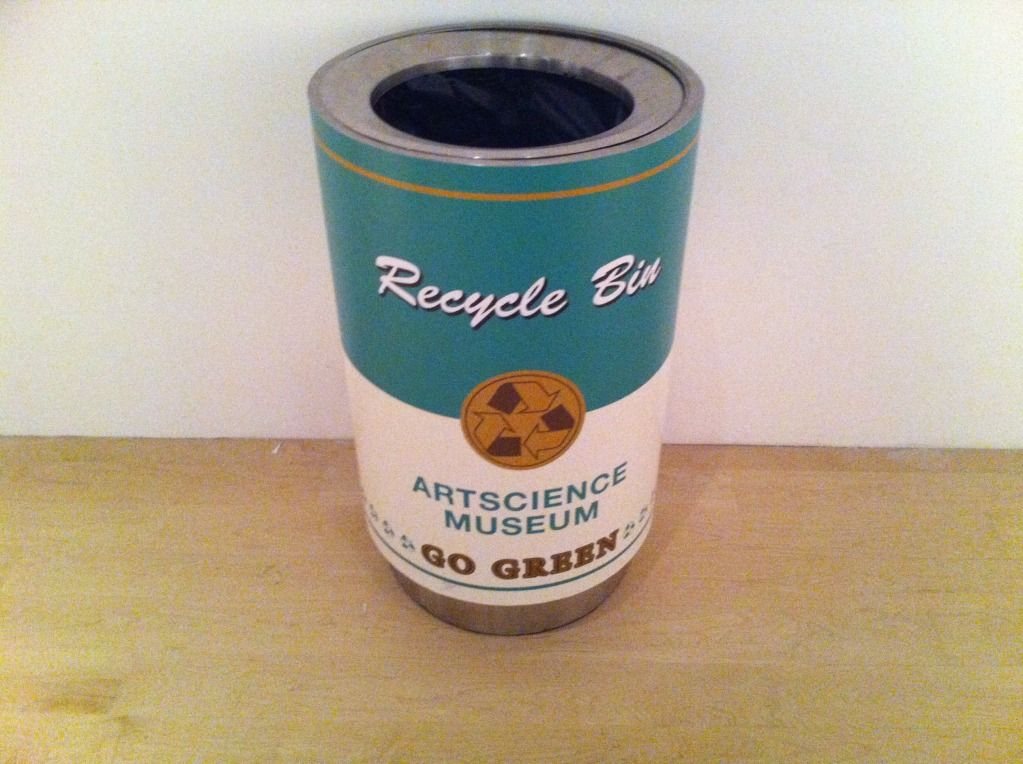 Recycle Bin
ARTSCIENCE
MUSEUM
GO GREEN